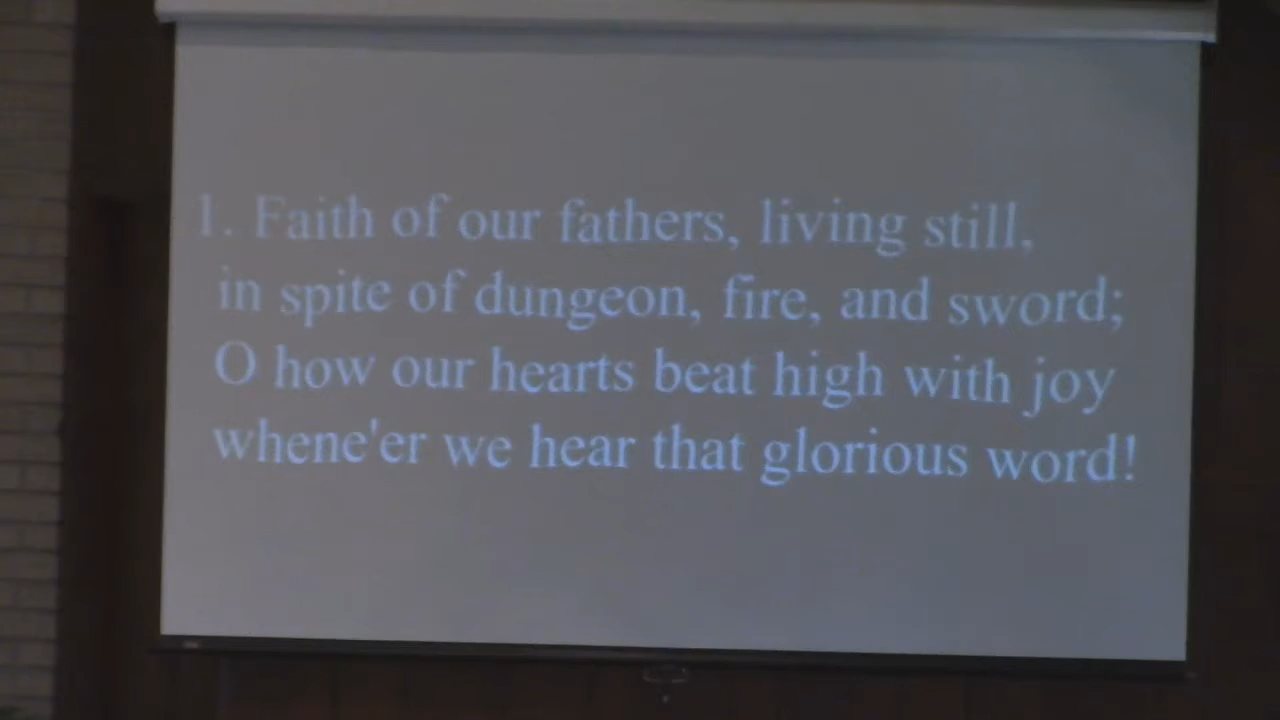 1. Faith of our fathers, living still,
in spite of dungeon, fire, and sword;
O how our hearts beat high with joy
whene'er we hear that glorious word!